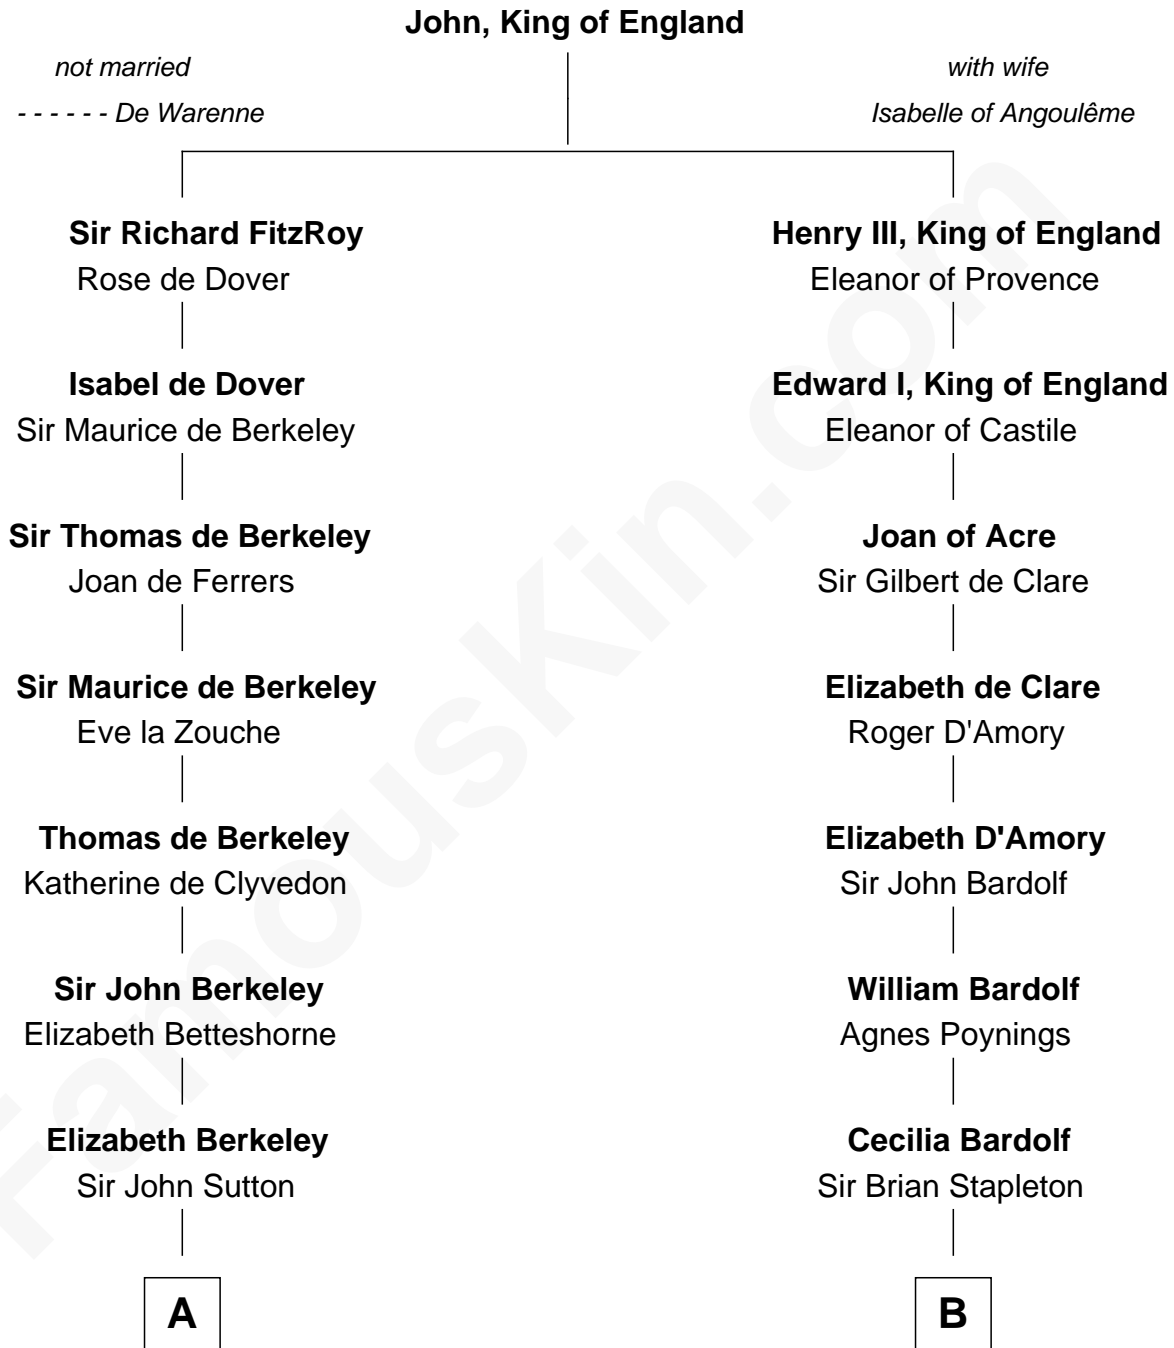 John, King of England
not married
with wife
- - - - - - De Warenne
Isabelle of Angoulême
Sir Richard FitzRoy
Rose de Dover
Henry III, King of England
Eleanor of Provence
Isabel de Dover
Sir Maurice de Berkeley
Edward I, King of England
Eleanor of Castile
Sir Thomas de Berkeley
Joan de Ferrers
Joan of Acre
Sir Gilbert de Clare
Sir Maurice de Berkeley
Eve la Zouche
Elizabeth de Clare
Roger D'Amory
Thomas de Berkeley
Katherine de Clyvedon
Elizabeth D'Amory
Sir John Bardolf
Sir John Berkeley
Elizabeth Betteshorne
William Bardolf
Agnes Poynings
Elizabeth Berkeley
Sir John Sutton
Cecilia Bardolf
Sir Brian Stapleton
A
B
FamousKin.com